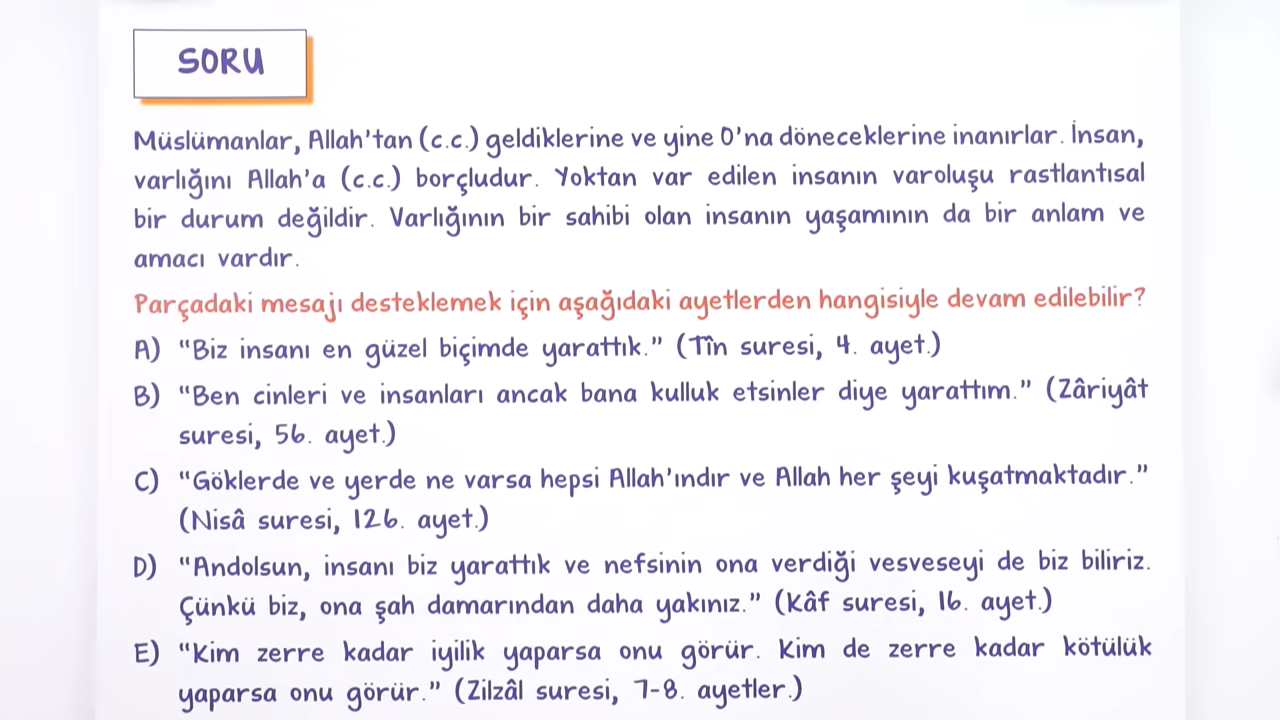 SORU
Müslümanlar, Allah'tan (c.c.) geldiklerine ve yine O'na döneceklerine inanırlar. İnsan,
varlığını Allah'a (c.c.) borçludur. Yoktan var edilen insanın varoluşu rastlantısal
bir durum değildir. Varlığının bir sahibi olan insanın yaşamının da bir anlam ve
amacı vardır.
Parçadaki mesajı desteklemek için aşağıdaki ayetlerden hangisiyle devam edilebilir?
A) "Biz insanı en güzel biçimde yarattık." (Tîn suresi, 4. ayet.)
B) "Ben cinleri ve insanları ancak bana kulluk etsinler diye yarattım." (Zâriyât
suresi, 56. ayet.)
C) "Göklerde ve yerde ne varsa hepsi Allah'ındır ve Allah her şeyi kuşatmaktadır."
(Nisâ suresi, 126. ayet.)
D) "Andolsun, insanı biz yarattık ve nefsinin ona verdiği vesveseyi de biz biliriz.
Çünkü biz, ona şah damarından daha yakınız." (Kâf suresi, 16. ayet.)
E) "Kim zerre kadar iyilik yaparsa onu görür. Kim de zerre kadar kötülük
yaparsa onu görür." (Zilzâl suresi, 7-8. ayetler.)